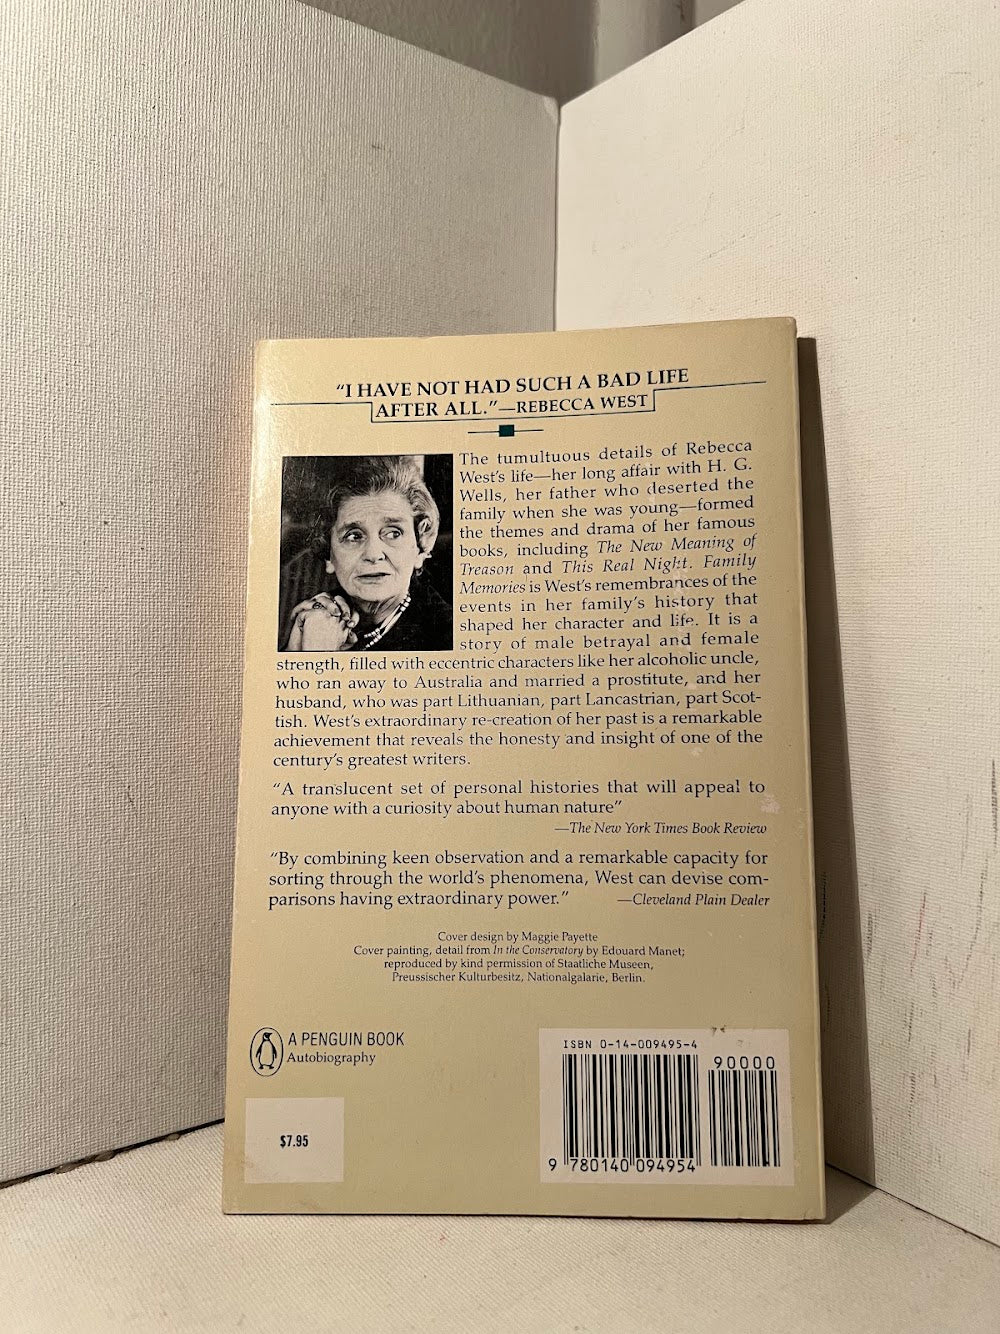 “I HAVE NOT HAD SUCH A BAD LIFE
AFTER ALL.”—REBECCA WEST
The tumultuous details of Rebecca
West's life—her long affair with H. G.
Wells, her father who deserted the
family when she was young—formed
the themes and drama of her famous
books, including The New Meaning of
Treason and This Real Night. Family
Memories is West's remembrances of the
events in her family's history that
shaped her character and life. It is a
story of male betrayal and female
strength, filled with eccentric characters like her alcoholic uncle,
who ran away to Australia and married a prostitute, and her
husband, who was part Lithuanian, part Lancastrian, part Scot-
tish. West's extraordinary re-creation of her past is a remarkable
achievement that reveals the honesty and insight of one of the
century's greatest writers.
“A translucent set of personal histories that will appeal to
anyone with a curiosity about human nature”
—The New York Times Book Review
“By combining keen observation and a remarkable capacity for
sorting through the world's phenomena, West can devise com-
parisons having extraordinary power.” —Cleveland Plain Dealer
Cover design by Maggie Payette
Cover painting, detail from In the Conservatory by Edouard Manet;
reproduced by kind permission of Staatliche Museen,
Preussischer Kulturbesitz, Nationalgalarie, Berlin.
A PENGUIN BOOK
Autobiography
$7.95
ISBN 0-14-009495-4
90000
9 780140 094954